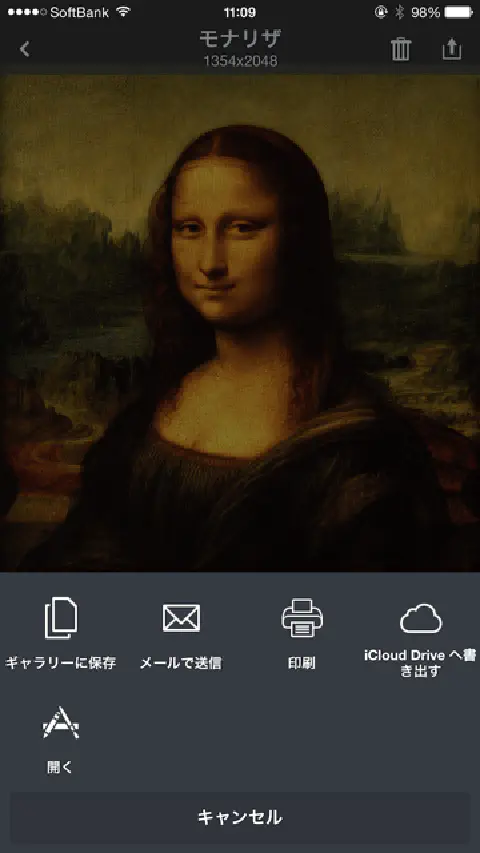 SoftBank 11:09 98%
モナリザ
1354x2048
ギャラリーに保存 メールで送信 印刷 iCloud Drive へ書
き出す
開く
キャンセル